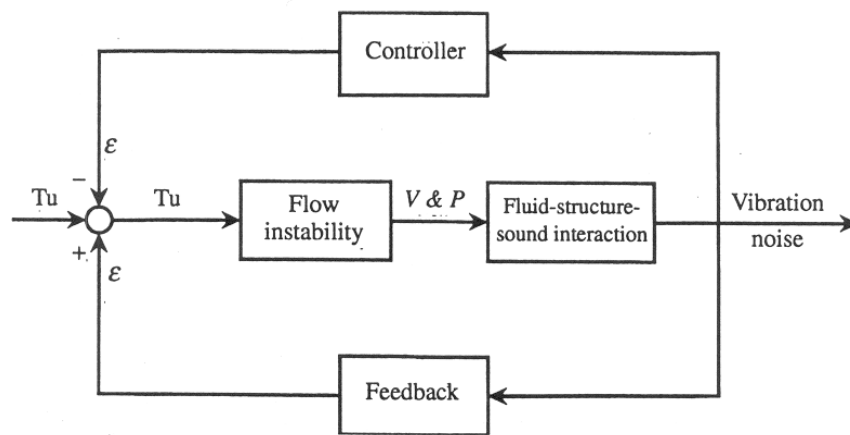 Controller
ε
−
Tu
Tu
Flow
instability
V & P
Fluid-structure-
sound interaction
Vibration
noise
+
ε
Feedback